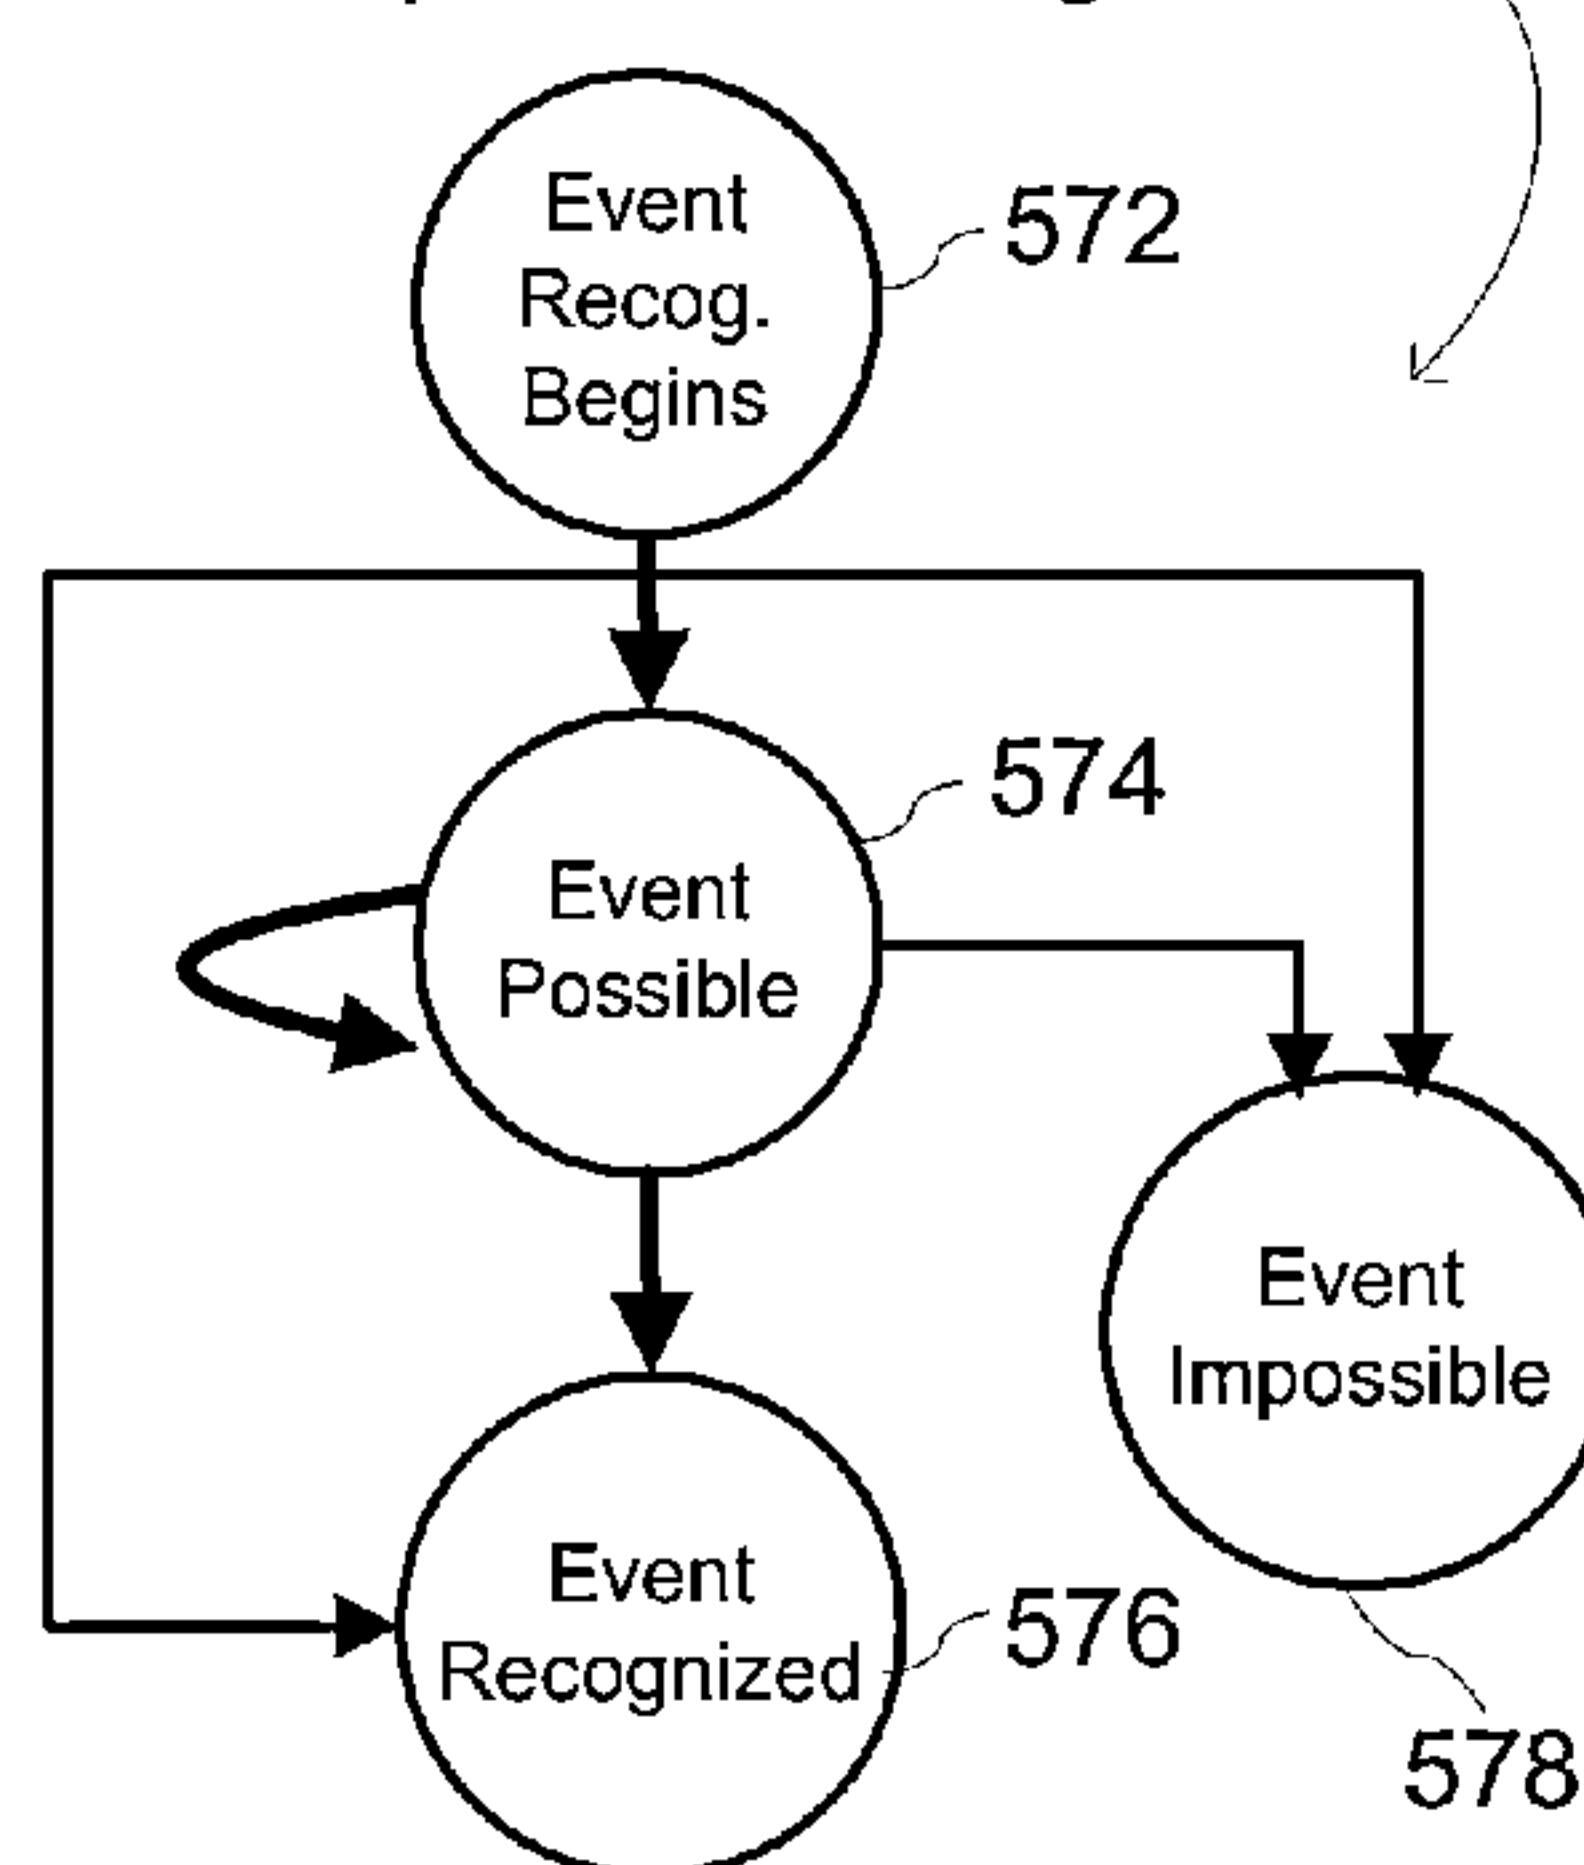 Event
Recog.
Begins
572
574
Event
Possible
Event
Impossible
Event
Recognized
576
578